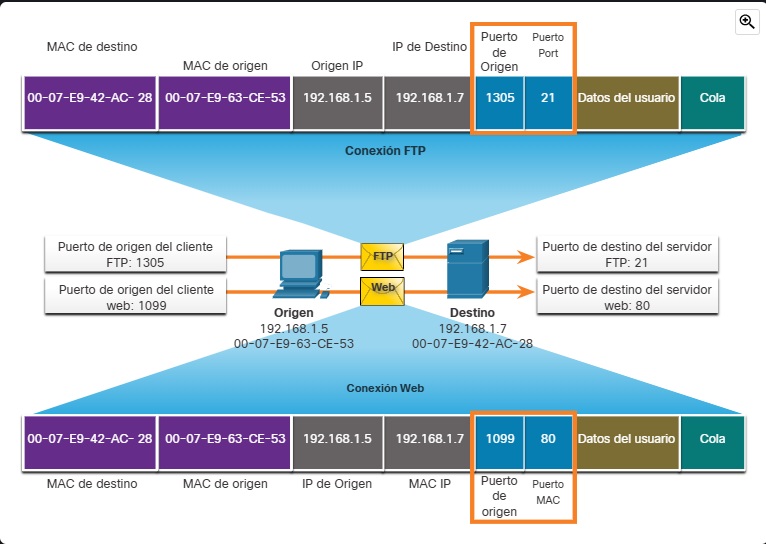 MAC de destino
MAC de origen
Origen IP
IP de Destino
Puerto
de
Origen
Puerto
Port
00-07-E9-42-AC- 28
00-07-E9-63-CE-53
192.168.1.5
192.168.1.7
1305
21
Datos del usuario
Cola
Conexión FTP
Puerto de origen del cliente
FTP: 1305
FTP
Puerto de destino del servidor
FTP: 21
Puerto de origen del cliente
web: 1099
Web
Puerto de destino del servidor
web: 80
Origen
192.168.1.5
00-07-E9-63-CE-53
Destino
192.168.1.7
00-07-E9-42-AC-28
Conexión Web
00-07-E9-42-AC- 28
00-07-E9-63-CE-53
192.168.1.5
192.168.1.7
1099
80
Datos del usuario
Cola
MAC de destino
MAC de origen
IP de Origen
MAC IP
Puerto
de
origen
Puerto
MAC